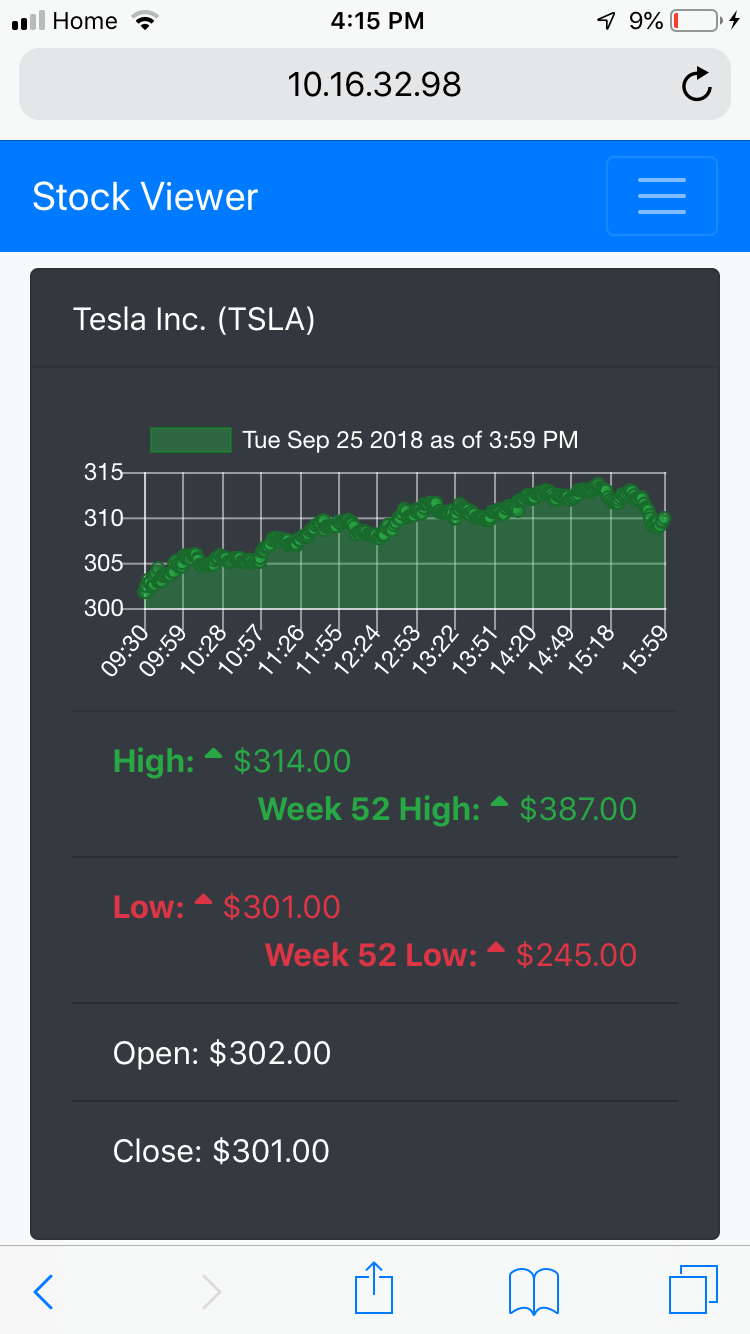 Home 4:15 PM 9%
10.16.32.98
Stock Viewer
Tesla Inc. (TSLA)
Tue Sep 25 2018 as of 3:59 PM
315
310
305
300
09:30 09:59 10:28 10:57 11:26 11:55 12:24 12:53 13:22 13:51 14:20 14:49 15:18 15:59
High: $314.00
Week 52 High: $387.00
Low: $301.00
Week 52 Low: $245.00
Open: $302.00
Close: $301.00